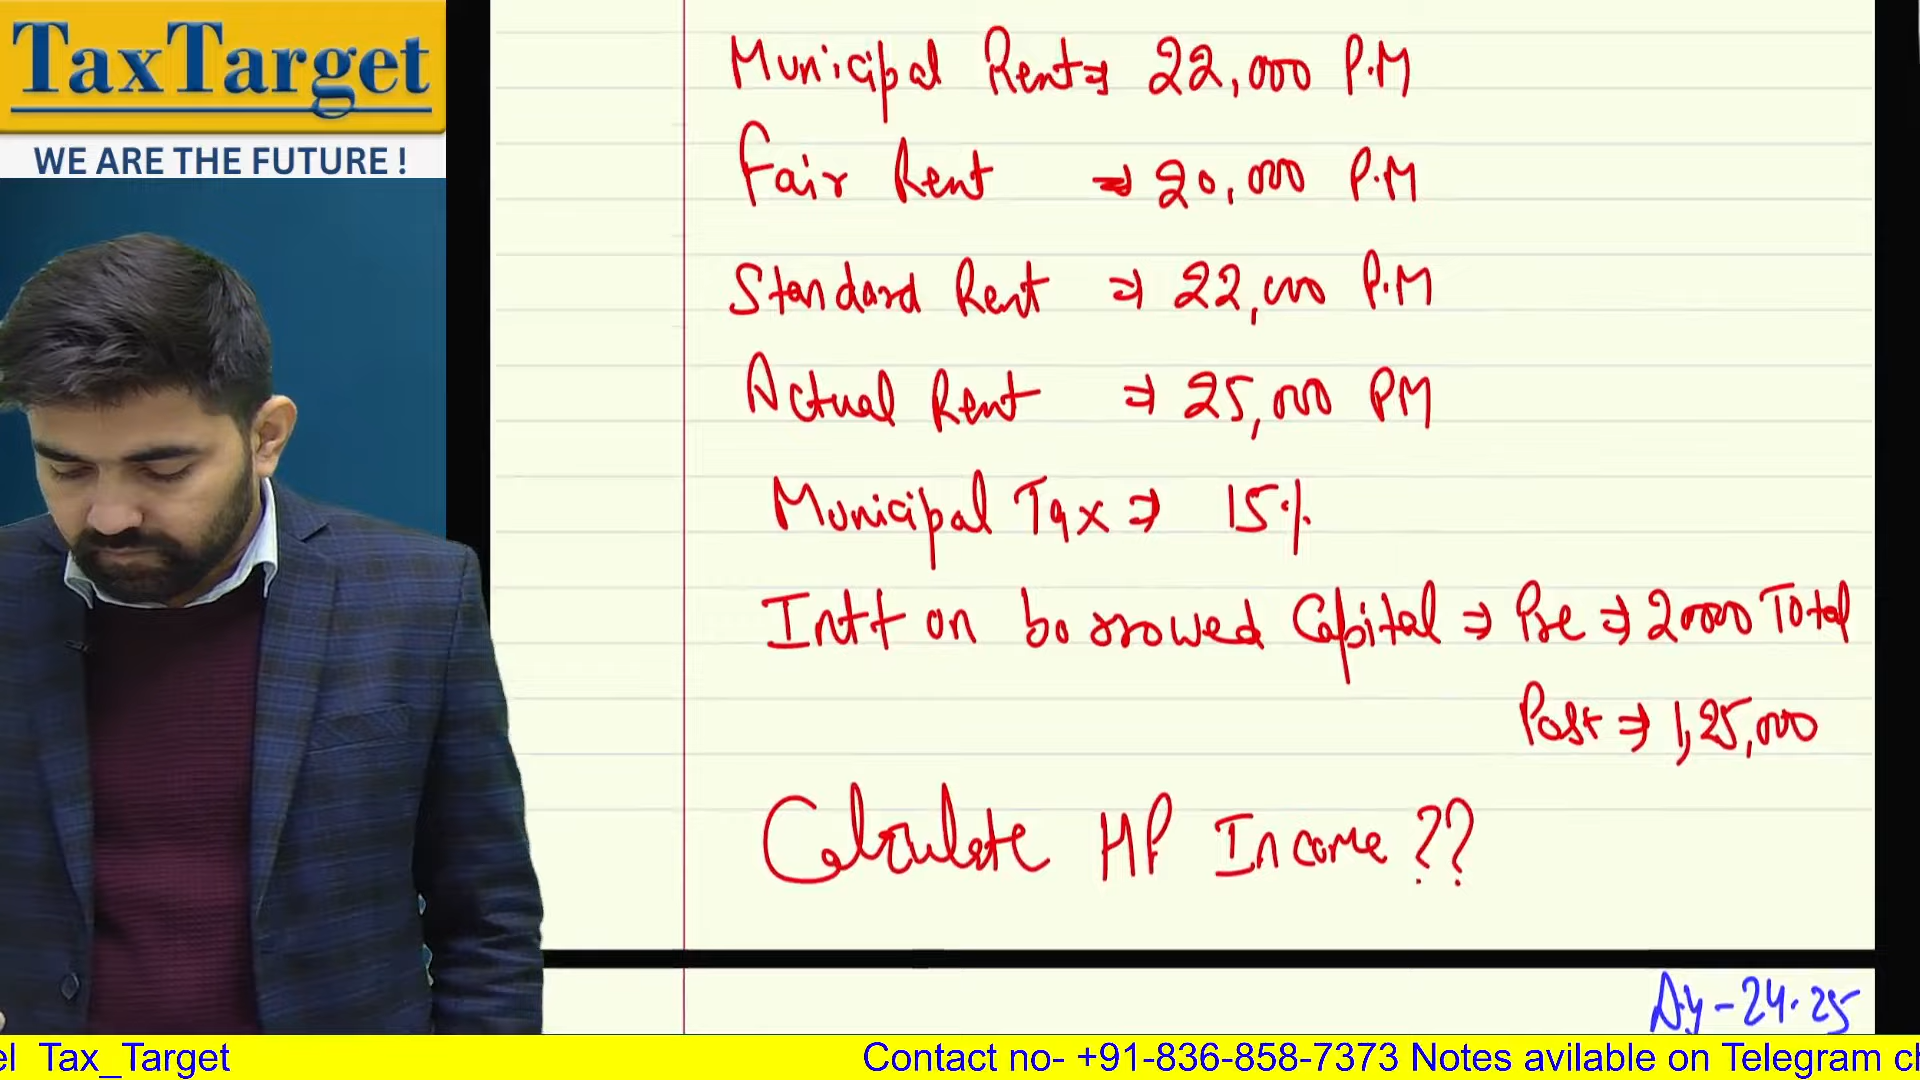 TaxTarget
WE ARE THE FUTURE !
Municipal Rent ⇒ 22,000 P.M
Fair Rent ⇒ 20,000 P.M
Standard Rent ⇒ 22,000 P.M
Actual Rent ⇒ 25,000 PM
Municipal Tax ⇒ 15%
Intt on borrowed Capital ⇒ Pre ⇒ 20000 Total
Post ⇒ 1,25,000
Calculate HP Income ??
A.y - 24.25
el Tax_Target Contact no- +91-836-858-7373 Notes avilable on Telegram ch